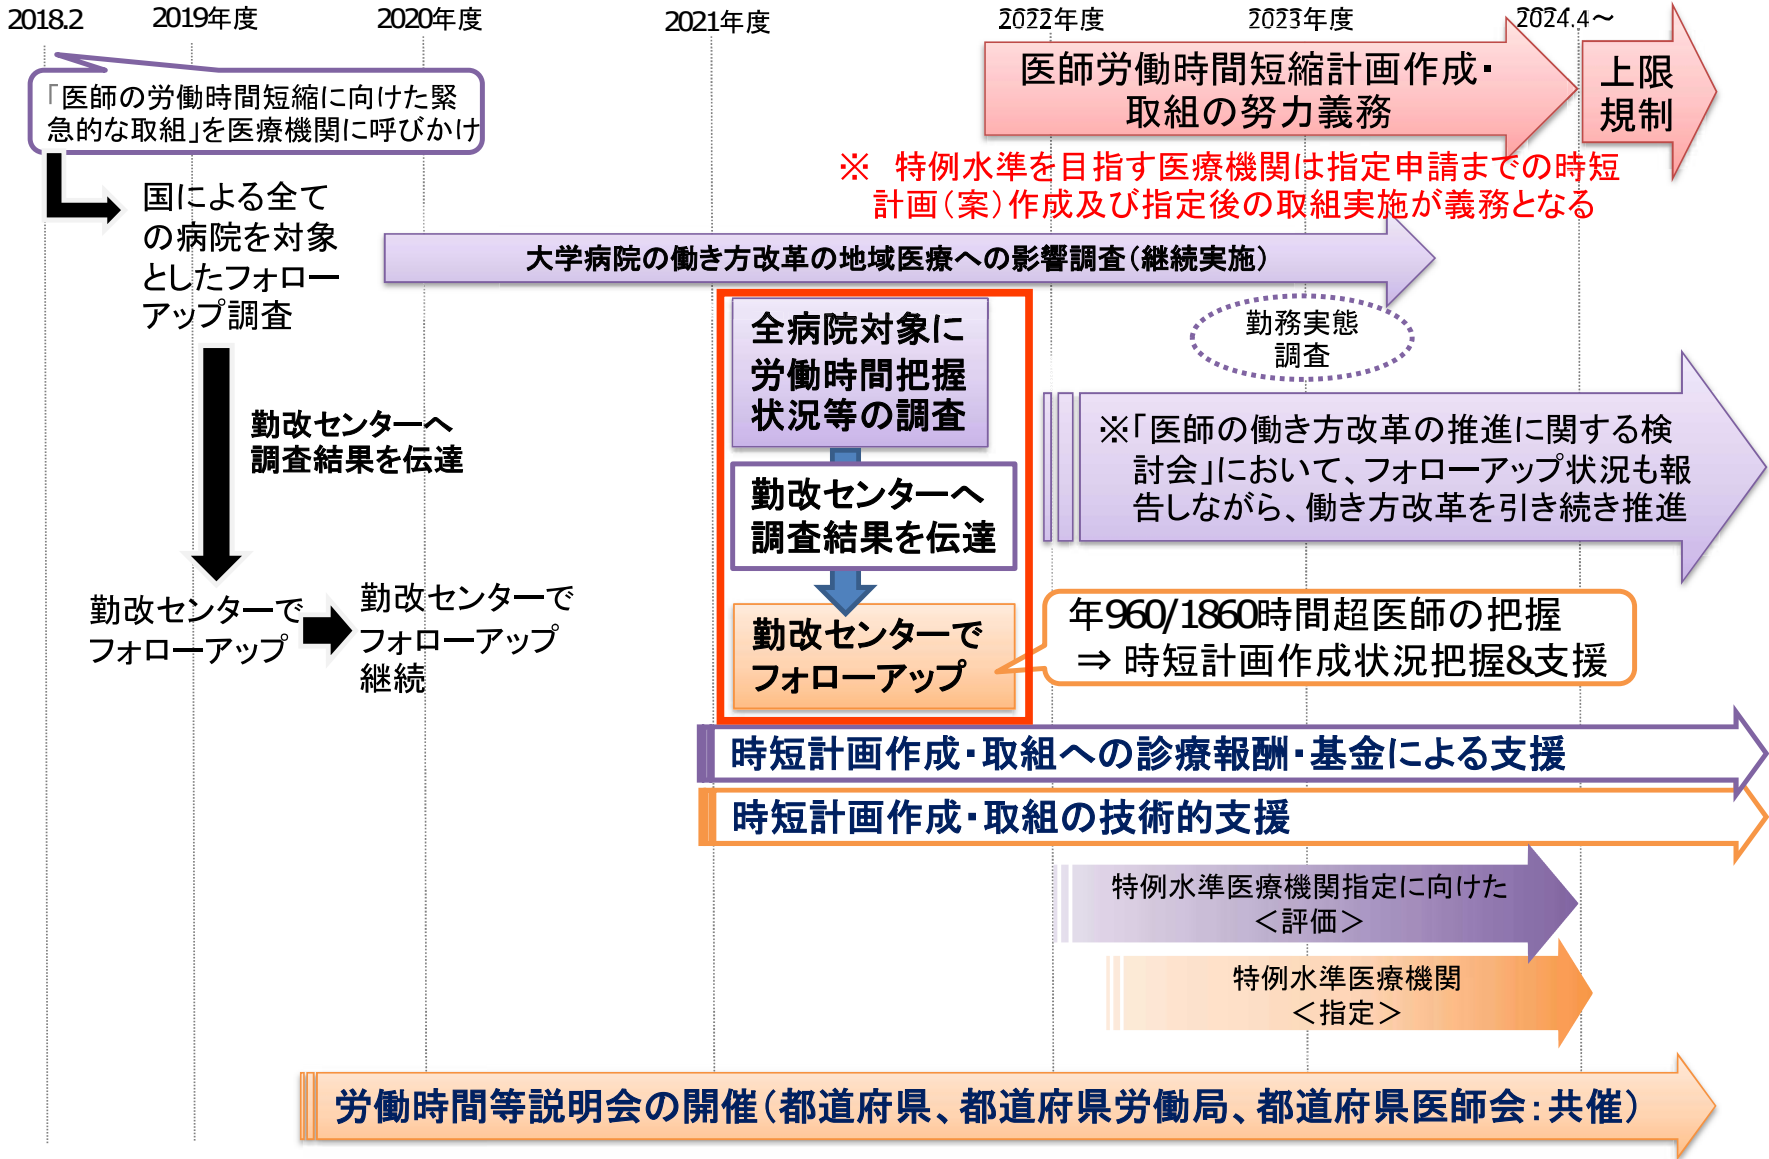 2018.2
2019年度
2020年度
2021年度
2022年度
2023年度
2024.4～
「医師の労働時間短縮に向けた緊
急的な取組」を医療機関に呼びかけ
医師労働時間短縮計画作成・
取組の努力義務
上限
規制
※　特例水準を目指す医療機関は指定申請までの時短
計画（案）作成及び指定後の取組実施が義務となる
国による全て
の病院を対象
としたフォロー
アップ調査
大学病院の働き方改革の地域医療への影響調査（継続実施）
全病院対象に
労働時間把握
状況等の調査
勤務実態
調査
勤改センターへ
調査結果を伝達
※「医師の働き方改革の推進に関する検
討会」において、フォローアップ状況も報
告しながら、働き方改革を引き続き推進
勤改センターへ
調査結果を伝達
勤改センターで
フォローアップ
勤改センターで
フォローアップ
継続
勤改センターで
フォローアップ
年960/1860時間超医師の把握
⇒ 時短計画作成状況把握&支援
時短計画作成・取組への診療報酬・基金による支援
時短計画作成・取組の技術的支援
特例水準医療機関指定に向けた
＜評価＞
特例水準医療機関
＜指定＞
労働時間等説明会の開催（都道府県、都道府県労働局、都道府県医師会：共催）